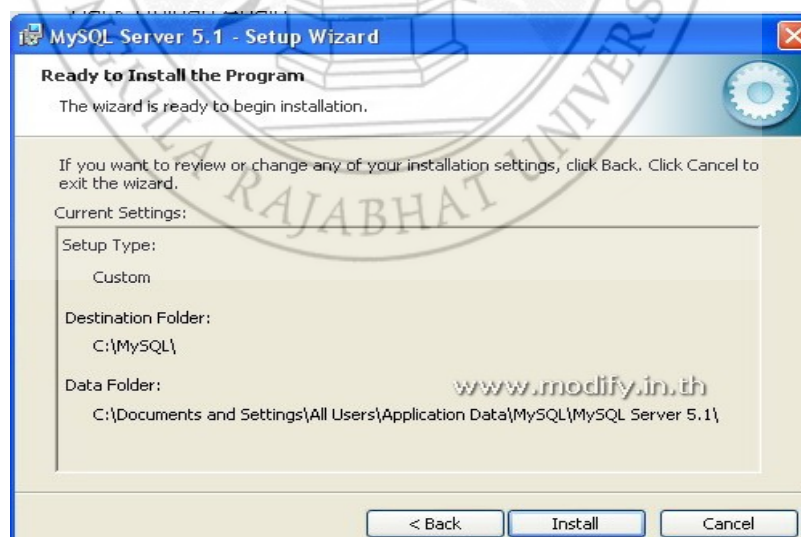 MySQL Server 5.1 - Setup Wizard
Ready to Install the Program
The wizard is ready to begin installation.
If you want to review or change any of your installation settings, click Back. Click Cancel to
exit the wizard.
RAJABHAT
Current Settings:
Setup Type:
Custom
Destination Folder:
C:\MySQL\
Data Folder:
www.modify.in.th
C:\Documents and Settings\All Users\Application Data\MySQL\MySQL Server 5.1\
< Back
Install
Cancel